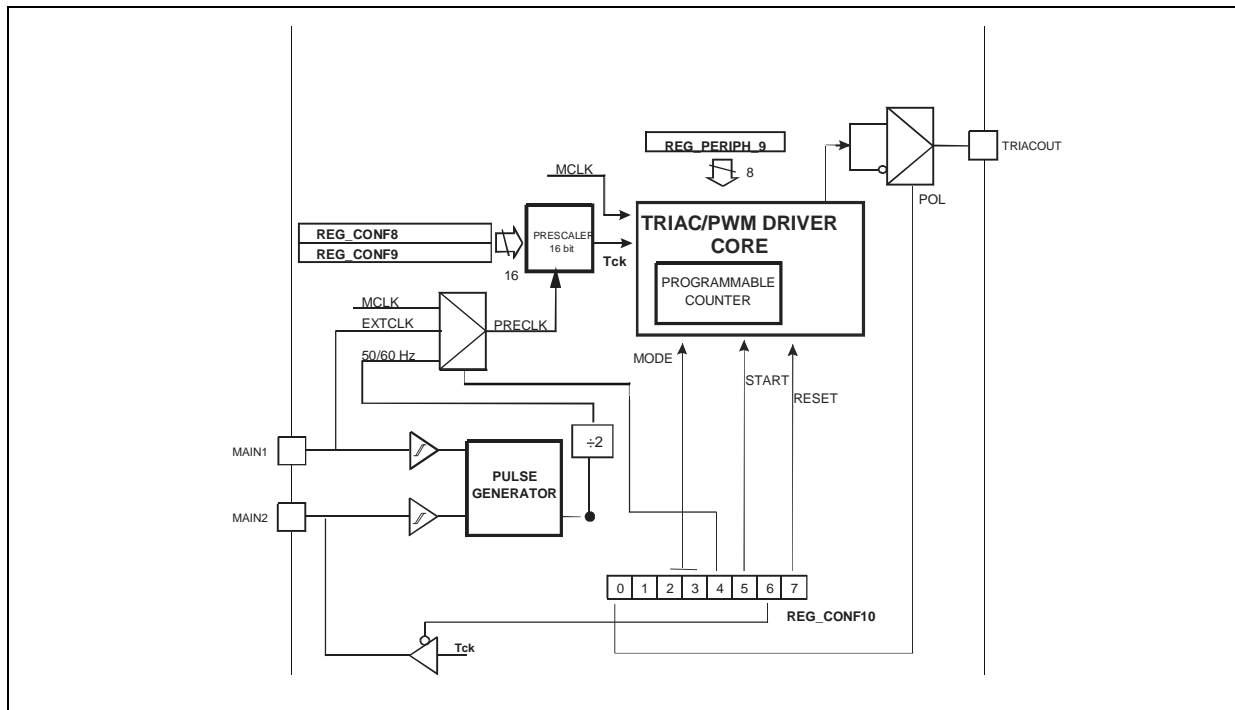 REG_PERIPH_9
8
TRIACOUT
POL
MCLK
TRIAC/PWM DRIVER
CORE
PROGRAMMABLE
COUNTER
REG_CONF8
REG_CONF9
16
PRESCALER
16 bit
Tck
MCLK
EXTCLK
50/60 Hz
PRECLK
MODE
START
RESET
÷2
MAIN1
MAIN2
PULSE
GENERATOR
0 1 2 3 4 5 6 7
REG_CONF10
Tck